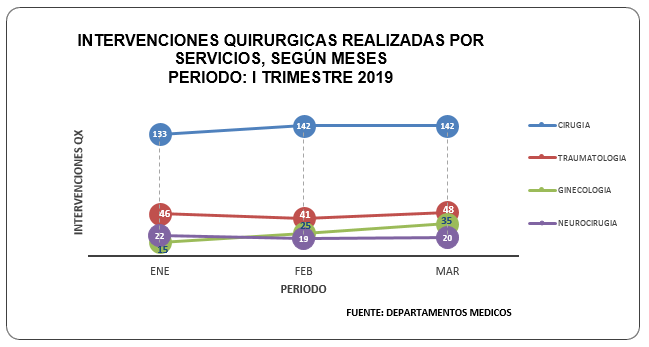 INTERVENCIONES QUIRURGICAS REALIZADAS POR
SERVICIOS, SEGÚN MESES
PERIODO: I TRIMESTRE 2019
INTERVENCIONES QX
133
142
142
46
41
48
15
25
35
22
19
20
ENE
FEB
MAR
PERIODO
CIRUGIA
TRAUMATOLOGIA
GINECOLOGIA
NEUROCIRUGIA
FUENTE: DEPARTAMENTOS MEDICOS